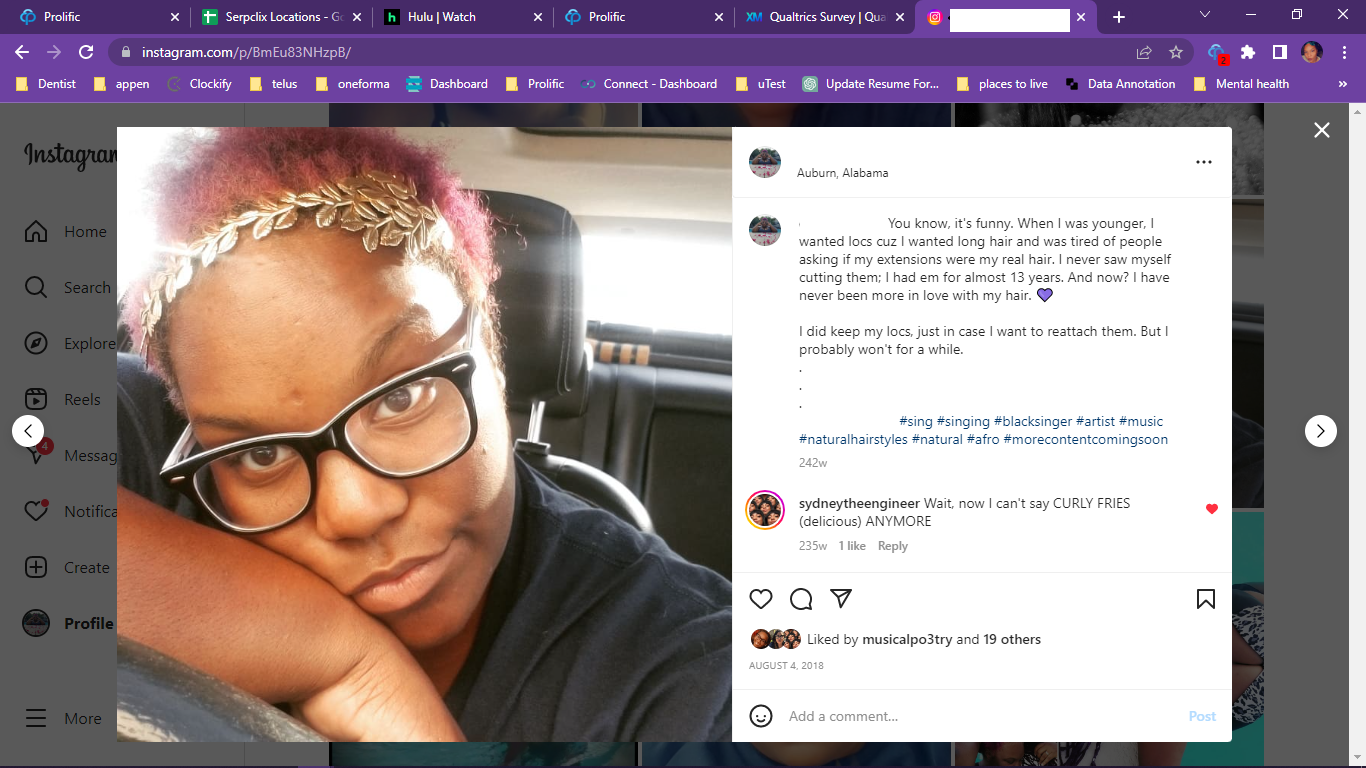 Prolific
Serpclix Locations - Go
Hulu | Watch
Prolific
Qualtrics Survey | Qua
instagram.com/p/BmEu83NHzpB/
2
Dentist
appen
Clockify
telus
oneforma
Dashboard
Prolific
Connect - Dashboard
uTest
Update Resume For...
places to live
Data Annotation
Mental health
»
Instagram
Home
Search
Explore
Reels
4
Messag
Notifica
Create
Profile
More
Auburn, Alabama
You know, it's funny. When I was younger, I
wanted locs cuz I wanted long hair and was tired of people
asking if my extensions were my real hair. I never saw myself
cutting them; I had em for almost 13 years. And now? I have
never been more in love with my hair. 💜
I did keep my locs, just in case I want to reattach them. But I
probably won't for a while.
.
.
.
#sing #singing #blacksinger #artist #music
#naturalhairstyles #natural #afro #morecontentcomingsoon
242w
sydneytheengineer Wait, now I can't say CURLY FRIES
(delicious) ANYMORE
235w 1 like Reply
Liked by musicalpo3try and 19 others
AUGUST 4, 2018
Add a comment...
Post